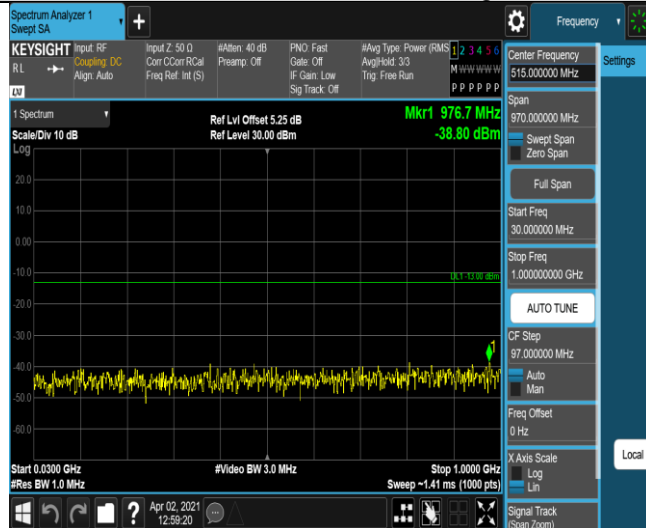 Spectrum Analyzer 1
Swept SA
Frequency
KEYSIGHT
RL
LXI
Input: RF
Coupling: DC
Align: Auto
Input Z: 50 Ω
Corr CCorr RCal
Freq Ref: Int (S)
#Atten: 40 dB
Preamp: Off
PNO: Fast
Gate: Off
IF Gain: Low
Sig Track: Off
#Avg Type: Power (RMS
Avg|Hold: 3/3
Trig: Free Run
1 2 3 4 5 6
M W W W W W
P P P P P P
1 Spectrum
Scale/Div 10 dB
Log
Ref Lvl Offset 5.25 dB
Ref Level 30.00 dBm
Mkr1 976.7 MHz
-38.80 dBm
20.0
10.0
0.00
-10.0
DL1 -13.00 dBm
-20.0
-30.0
1
-40.0
-50.0
-60.0
Start 0.0300 GHz
#Res BW 1.0 MHz
#Video BW 3.0 MHz
Stop 1.0000 GHz
Sweep ~1.41 ms (1000 pts)
?
Apr 02, 2021
12:59:20
Center Frequency
515.000000 MHz
Span
970.000000 MHz
Swept Span
Zero Span
Full Span
Start Freq
30.000000 MHz
Stop Freq
1.000000000 GHz
AUTO TUNE
CF Step
97.000000 MHz
Auto
Man
Freq Offset
0 Hz
X Axis Scale
Log
Lin
Signal Track
(Span Zoom)
Settings
Local